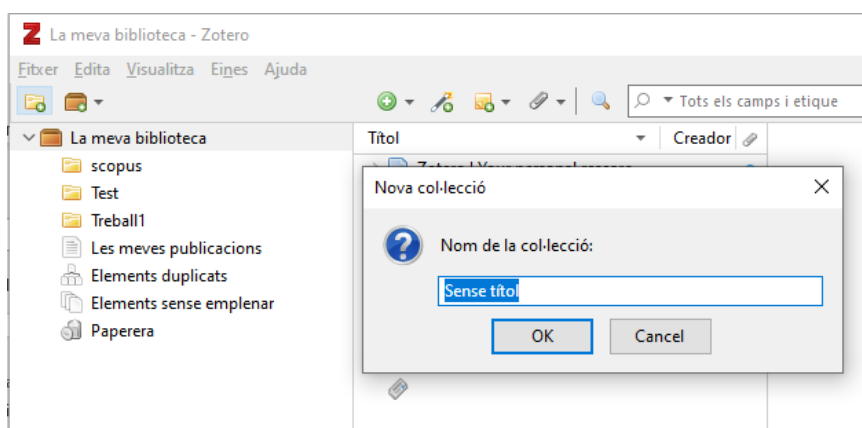 La meva biblioteca - Zotero
Fitxer Edita Visualitza Eines Ajuda
Tots els camps i etique
La meva biblioteca
Títol Creador
scopus
Test
Treball1
Les meves publicacions
Elements duplicats
Elements sense emplenar
Paperera
Nova col·lecció
Nom de la col·lecció:
Sense títol
OK Cancel